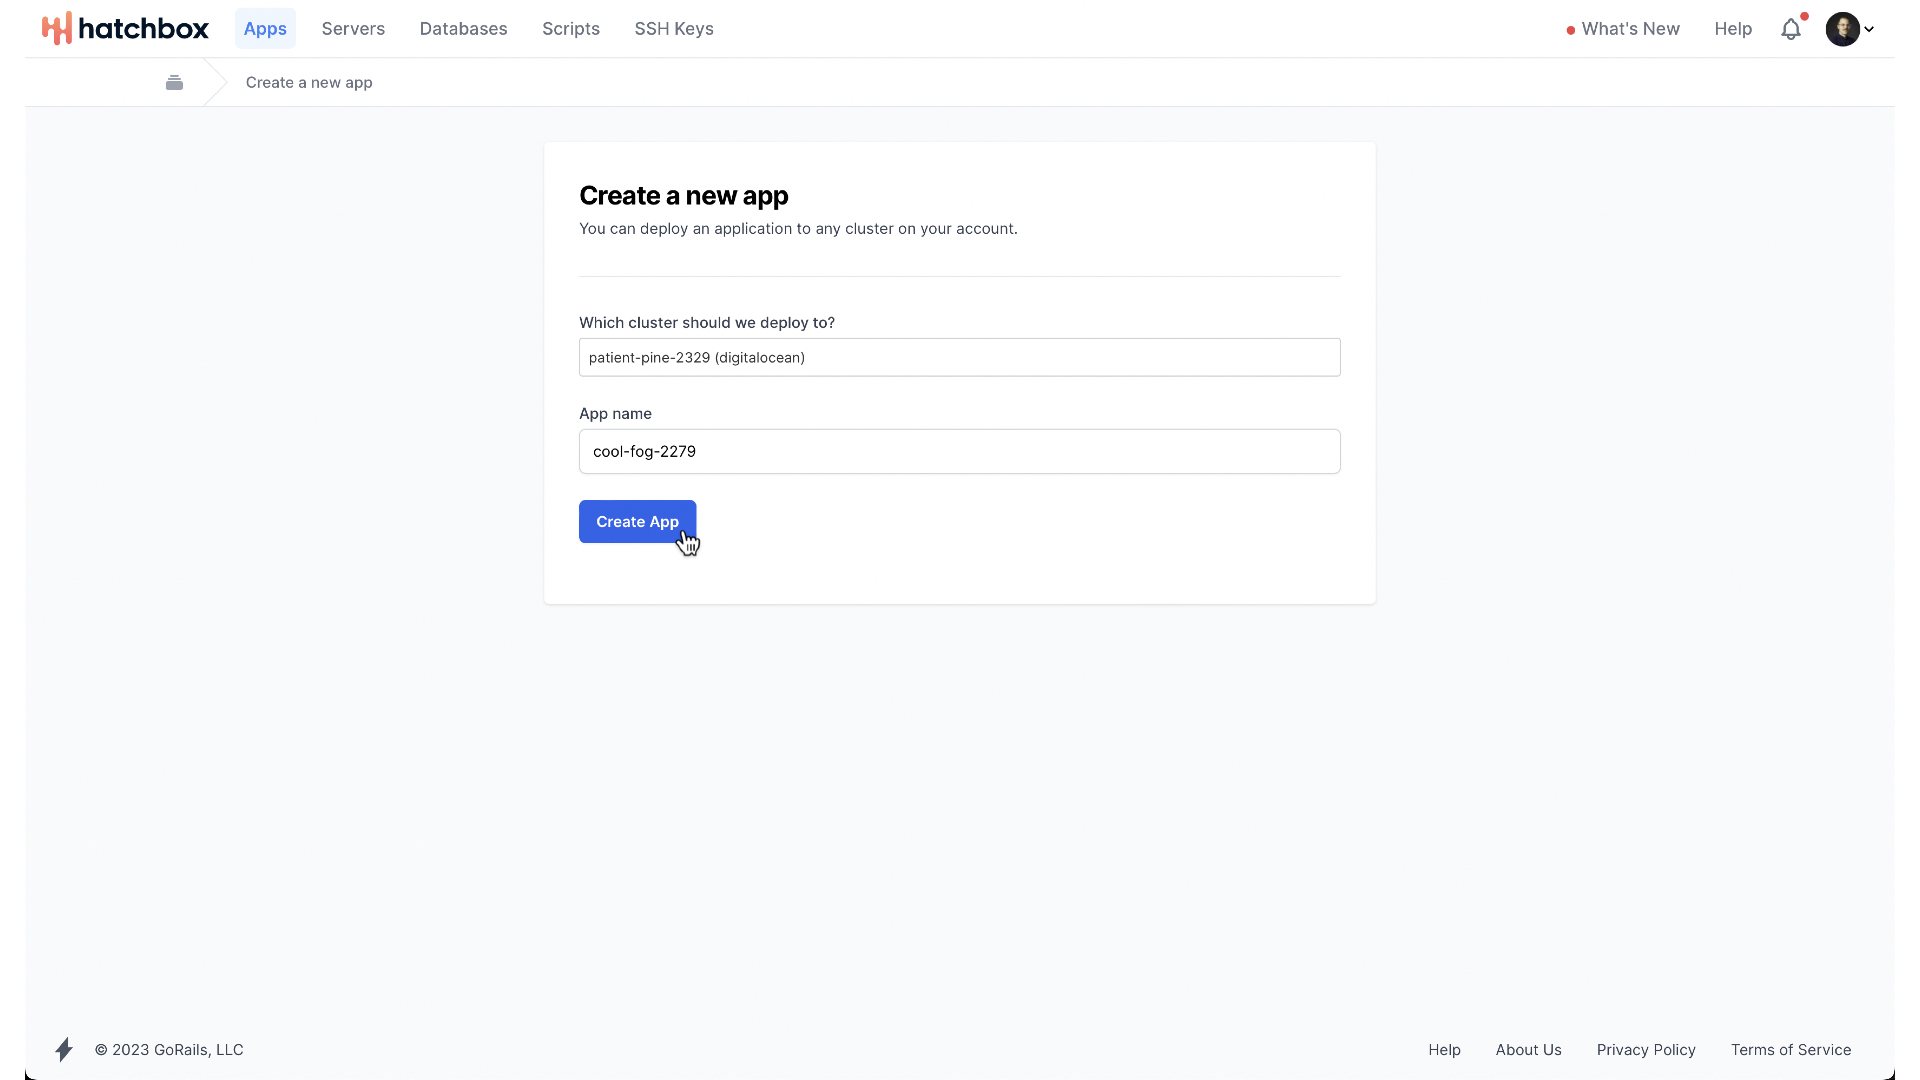 hatchbox
Apps
Servers
Databases
Scripts
SSH Keys
What's New
Help
Create a new app
Create a new app
You can deploy an application to any cluster on your account.
Which cluster should we deploy to?
patient-pine-2329 (digitalocean)
App name
cool-fog-2279
Create App
© 2023 GoRails, LLC
Help
About Us
Privacy Policy
Terms of Service